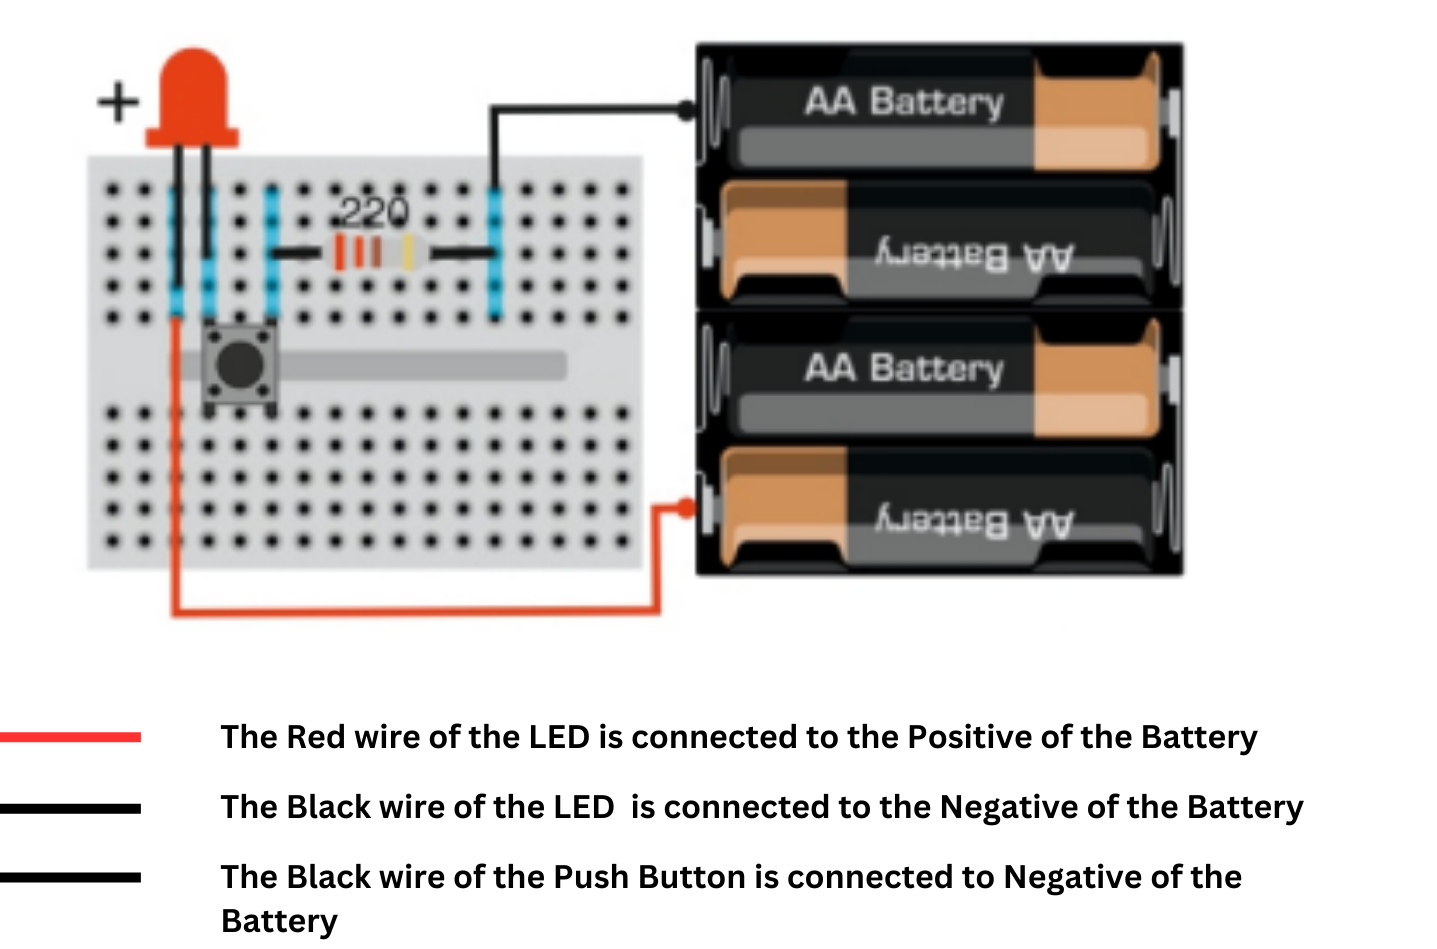 +
AA Battery
220
AA Battery
AA Battery
AA Battery
The Red wire of the LED is connected to the Positive of the Battery
The Black wire of the LED  is connected to the Negative of the Battery
The Black wire of the Push Button is connected to Negative of the
Battery